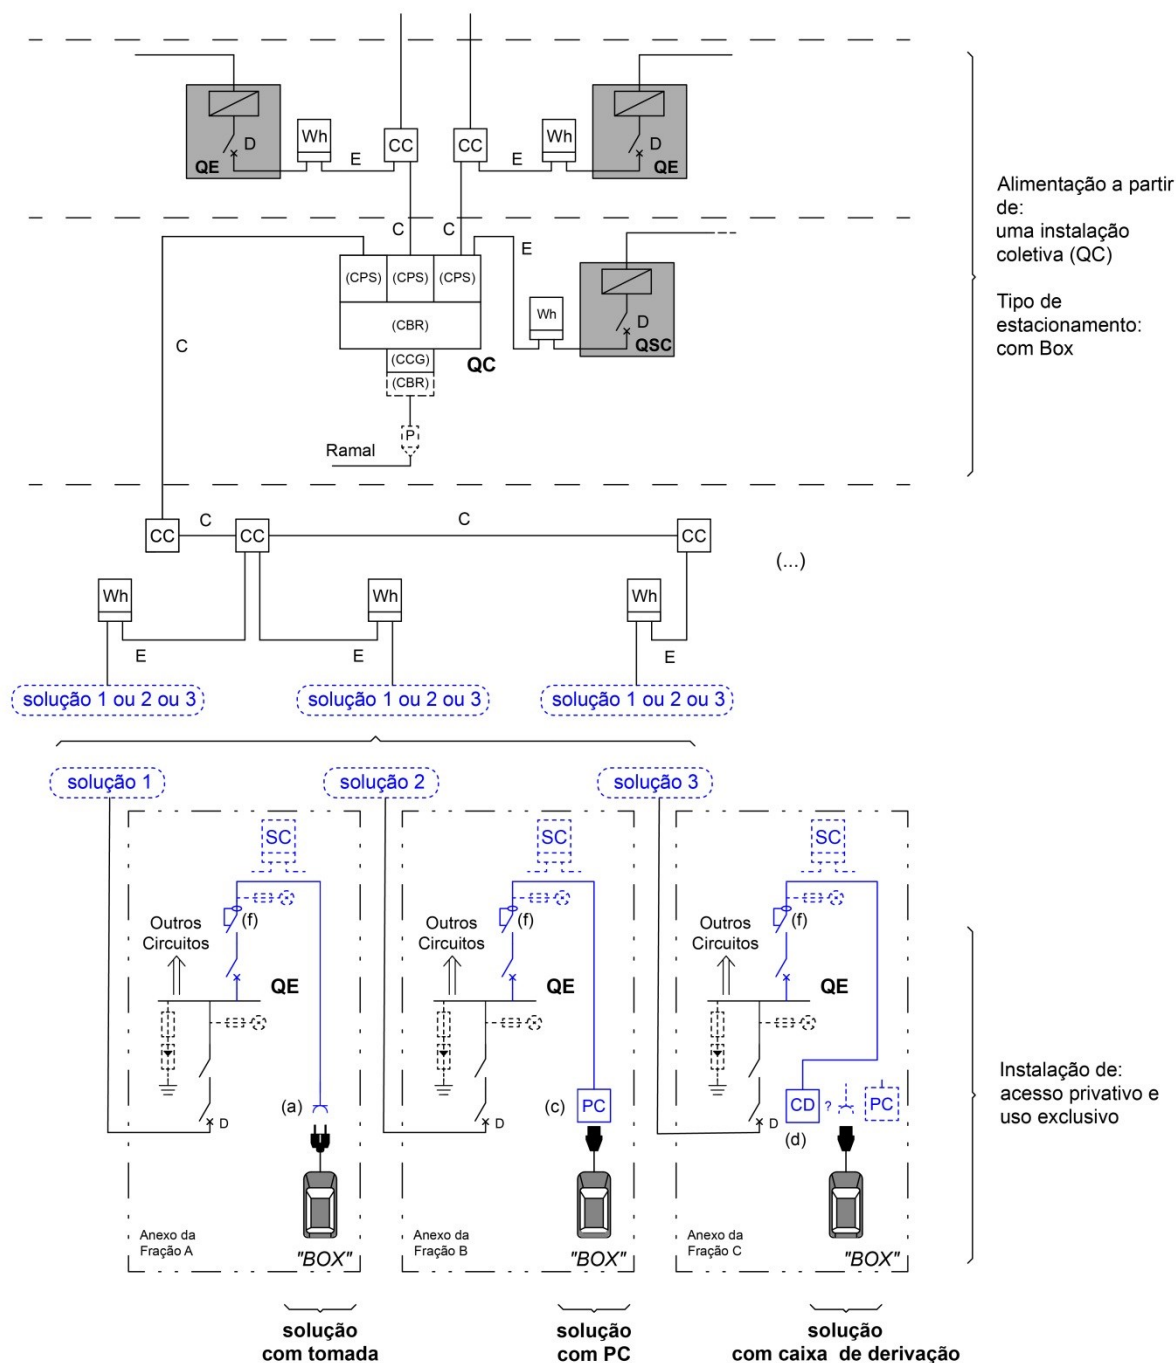 Wh
CC
CC
Wh
D
E
E
D
QE
QE
Alimentação a partir
de:
uma instalação
coletiva (QC)
Tipo de
estacionamento:
com Box
C
C
E
(CPS)
(CPS)
(CPS)
Wh
D
QSC
(CBR)
C
(CCG)
QC
(CBR)
P
Ramal
CC
C
CC
C
CC
(...)
Wh
Wh
Wh
E
E
E
solução 1 ou 2 ou 3
solução 1 ou 2 ou 3
solução 1 ou 2 ou 3
solução 1
solução 2
solução 3
SC
SC
SC
(f)
(f)
(f)
Outros
Circuitos
Outros
Circuitos
Outros
Circuitos
QE
QE
QE
Instalação de:
acesso privativo e
uso exclusivo
(a)
D
(c)
PC
D
CD
?
PC
(d)
D
Anexo da
Fração A
"BOX"
Anexo da
Fração B
"BOX"
Anexo da
Fração C
"BOX"
solução
com tomada
solução
com PC
solução
com caixa de derivação